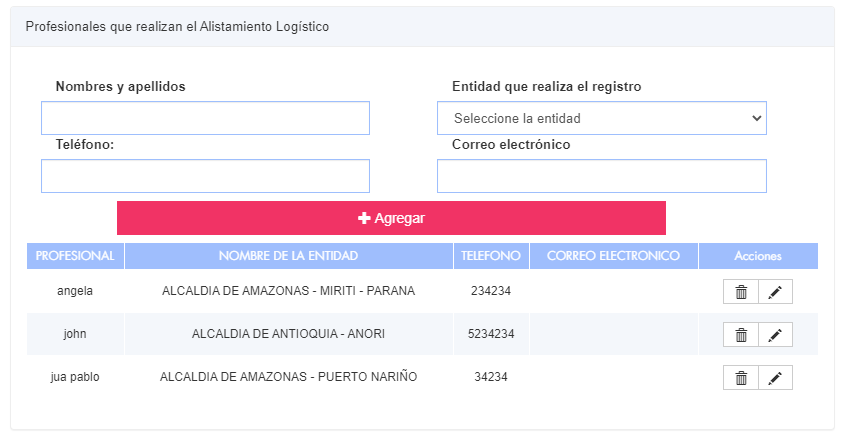 Profesionales que realizan el Alistamiento Logístico
Nombres y apellidos Entidad que realiza el registro
Seleccione la entidad
Teléfono: Correo electrónico
Agregar
PROFESIONAL NOMBRE DE LA ENTIDAD TELEFONO CORREO ELECTRONICO Acciones
angela ALCALDIA DE AMAZONAS - MIRITI - PARANA 234234
john ALCALDIA DE ANTIOQUIA - ANORI 5234234
jua pablo ALCALDIA DE AMAZONAS - PUERTO NARIÑO 34234